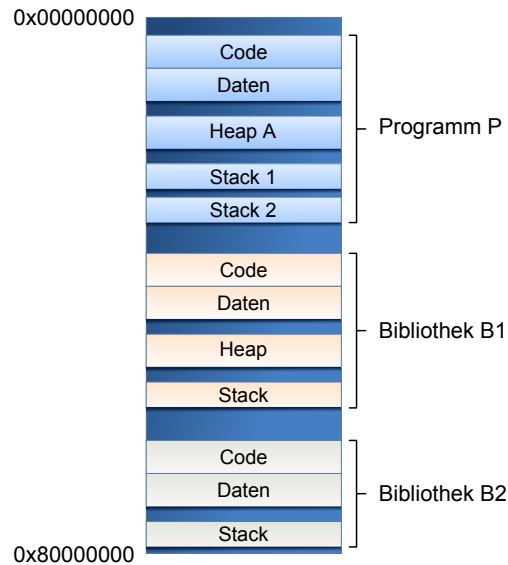 0x00000000
Code
Daten
Heap A
Stack 1
Stack 2
Programm P
Code
Daten
Heap
Stack
Bibliothek B1
Code
Daten
Stack
Bibliothek B2
0x80000000